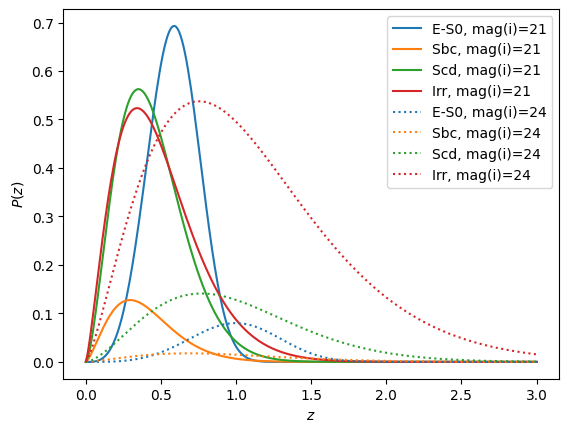 E-S0, mag(i)=21
Sbc, mag(i)=21
Scd, mag(i)=21
Irr, mag(i)=21
E-S0, mag(i)=24
Sbc, mag(i)=24
Scd, mag(i)=24
Irr, mag(i)=24
P(z)
0.7
0.6
0.5
0.4
0.3
0.2
0.1
0.0
0.0 0.5 1.0 1.5 2.0 2.5 3.0
z